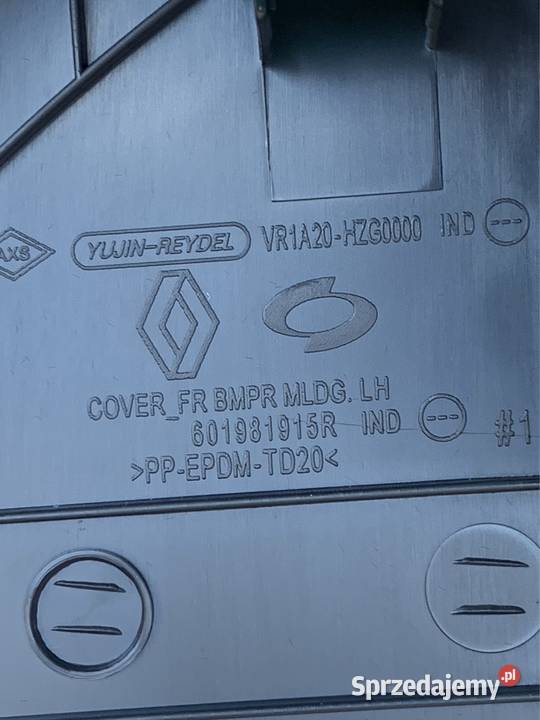 AXS YUJIN-REYDEL VR1A20-HZG0000 IND ---
COVER_FR BMPR MLDG. LH
601981915R IND --- #1
>PP-EPDM-TD20<
Sprzedajemy.pl